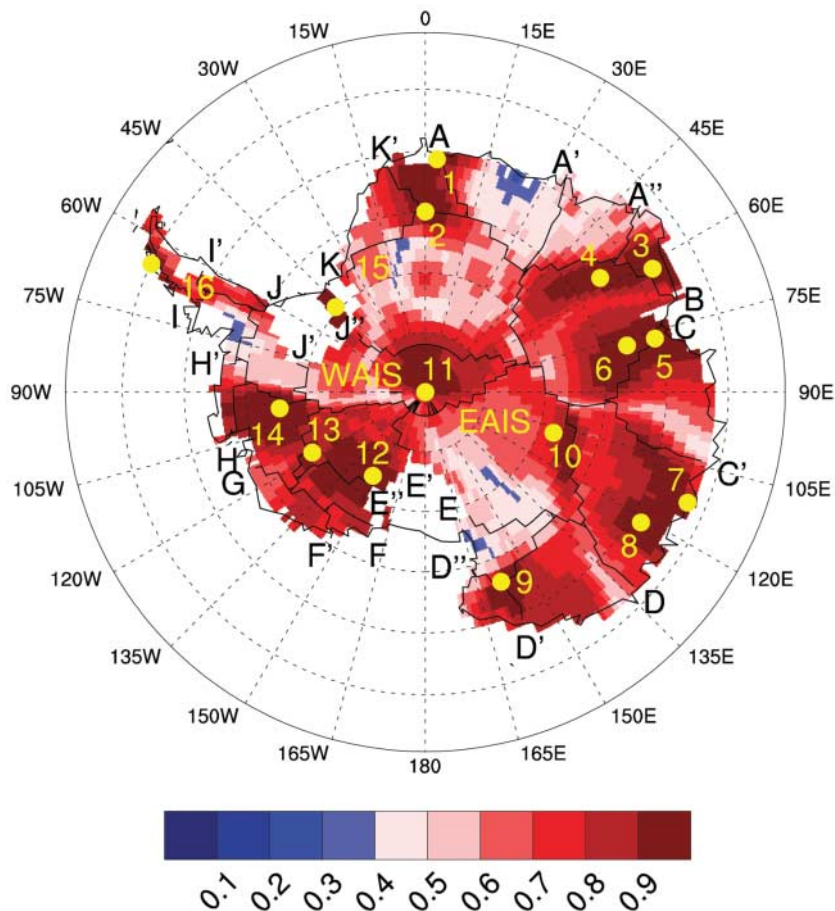 0
15W
15E
30W
30E
45W
45E
60W
60E
75W
75E
90W
90E
105W
105E
120W
120E
135W
135E
150W
150E
165W
165E
180
K' A A' A''
1
2
15
3
4
I' J K
16
I
J''
J'
B
C
6 5
H'
WAIS 11
EAIS
14 13 12
10
H
G
E'' E'
E
C'
7
8
F' F
D''
9
D
D'
0.1 0.2 0.3 0.4 0.5 0.6 0.7 0.8 0.9